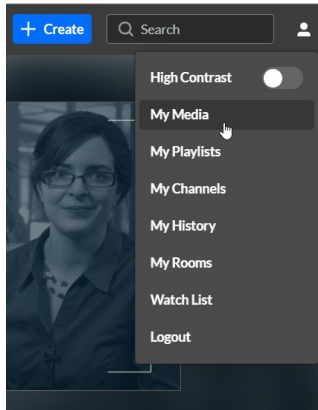 Create
Search
High Contrast
My Media
My Playlists
My Channels
My History
My Rooms
Watch List
Logout